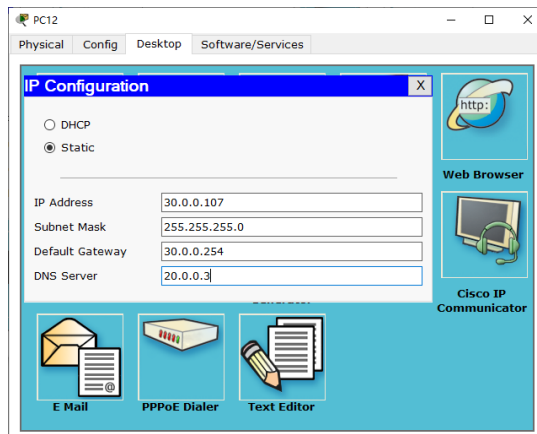 PC12
Physical Config Desktop Software/Services
IP Configuration X
DHCP
Static
IP Address 30.0.0.107
Subnet Mask 255.255.255.0
Default Gateway 30.0.0.254
DNS Server 20.0.0.3
http:
Web Browser
Cisco IP
Communicator
E Mail
PPPoE Dialer
Text Editor